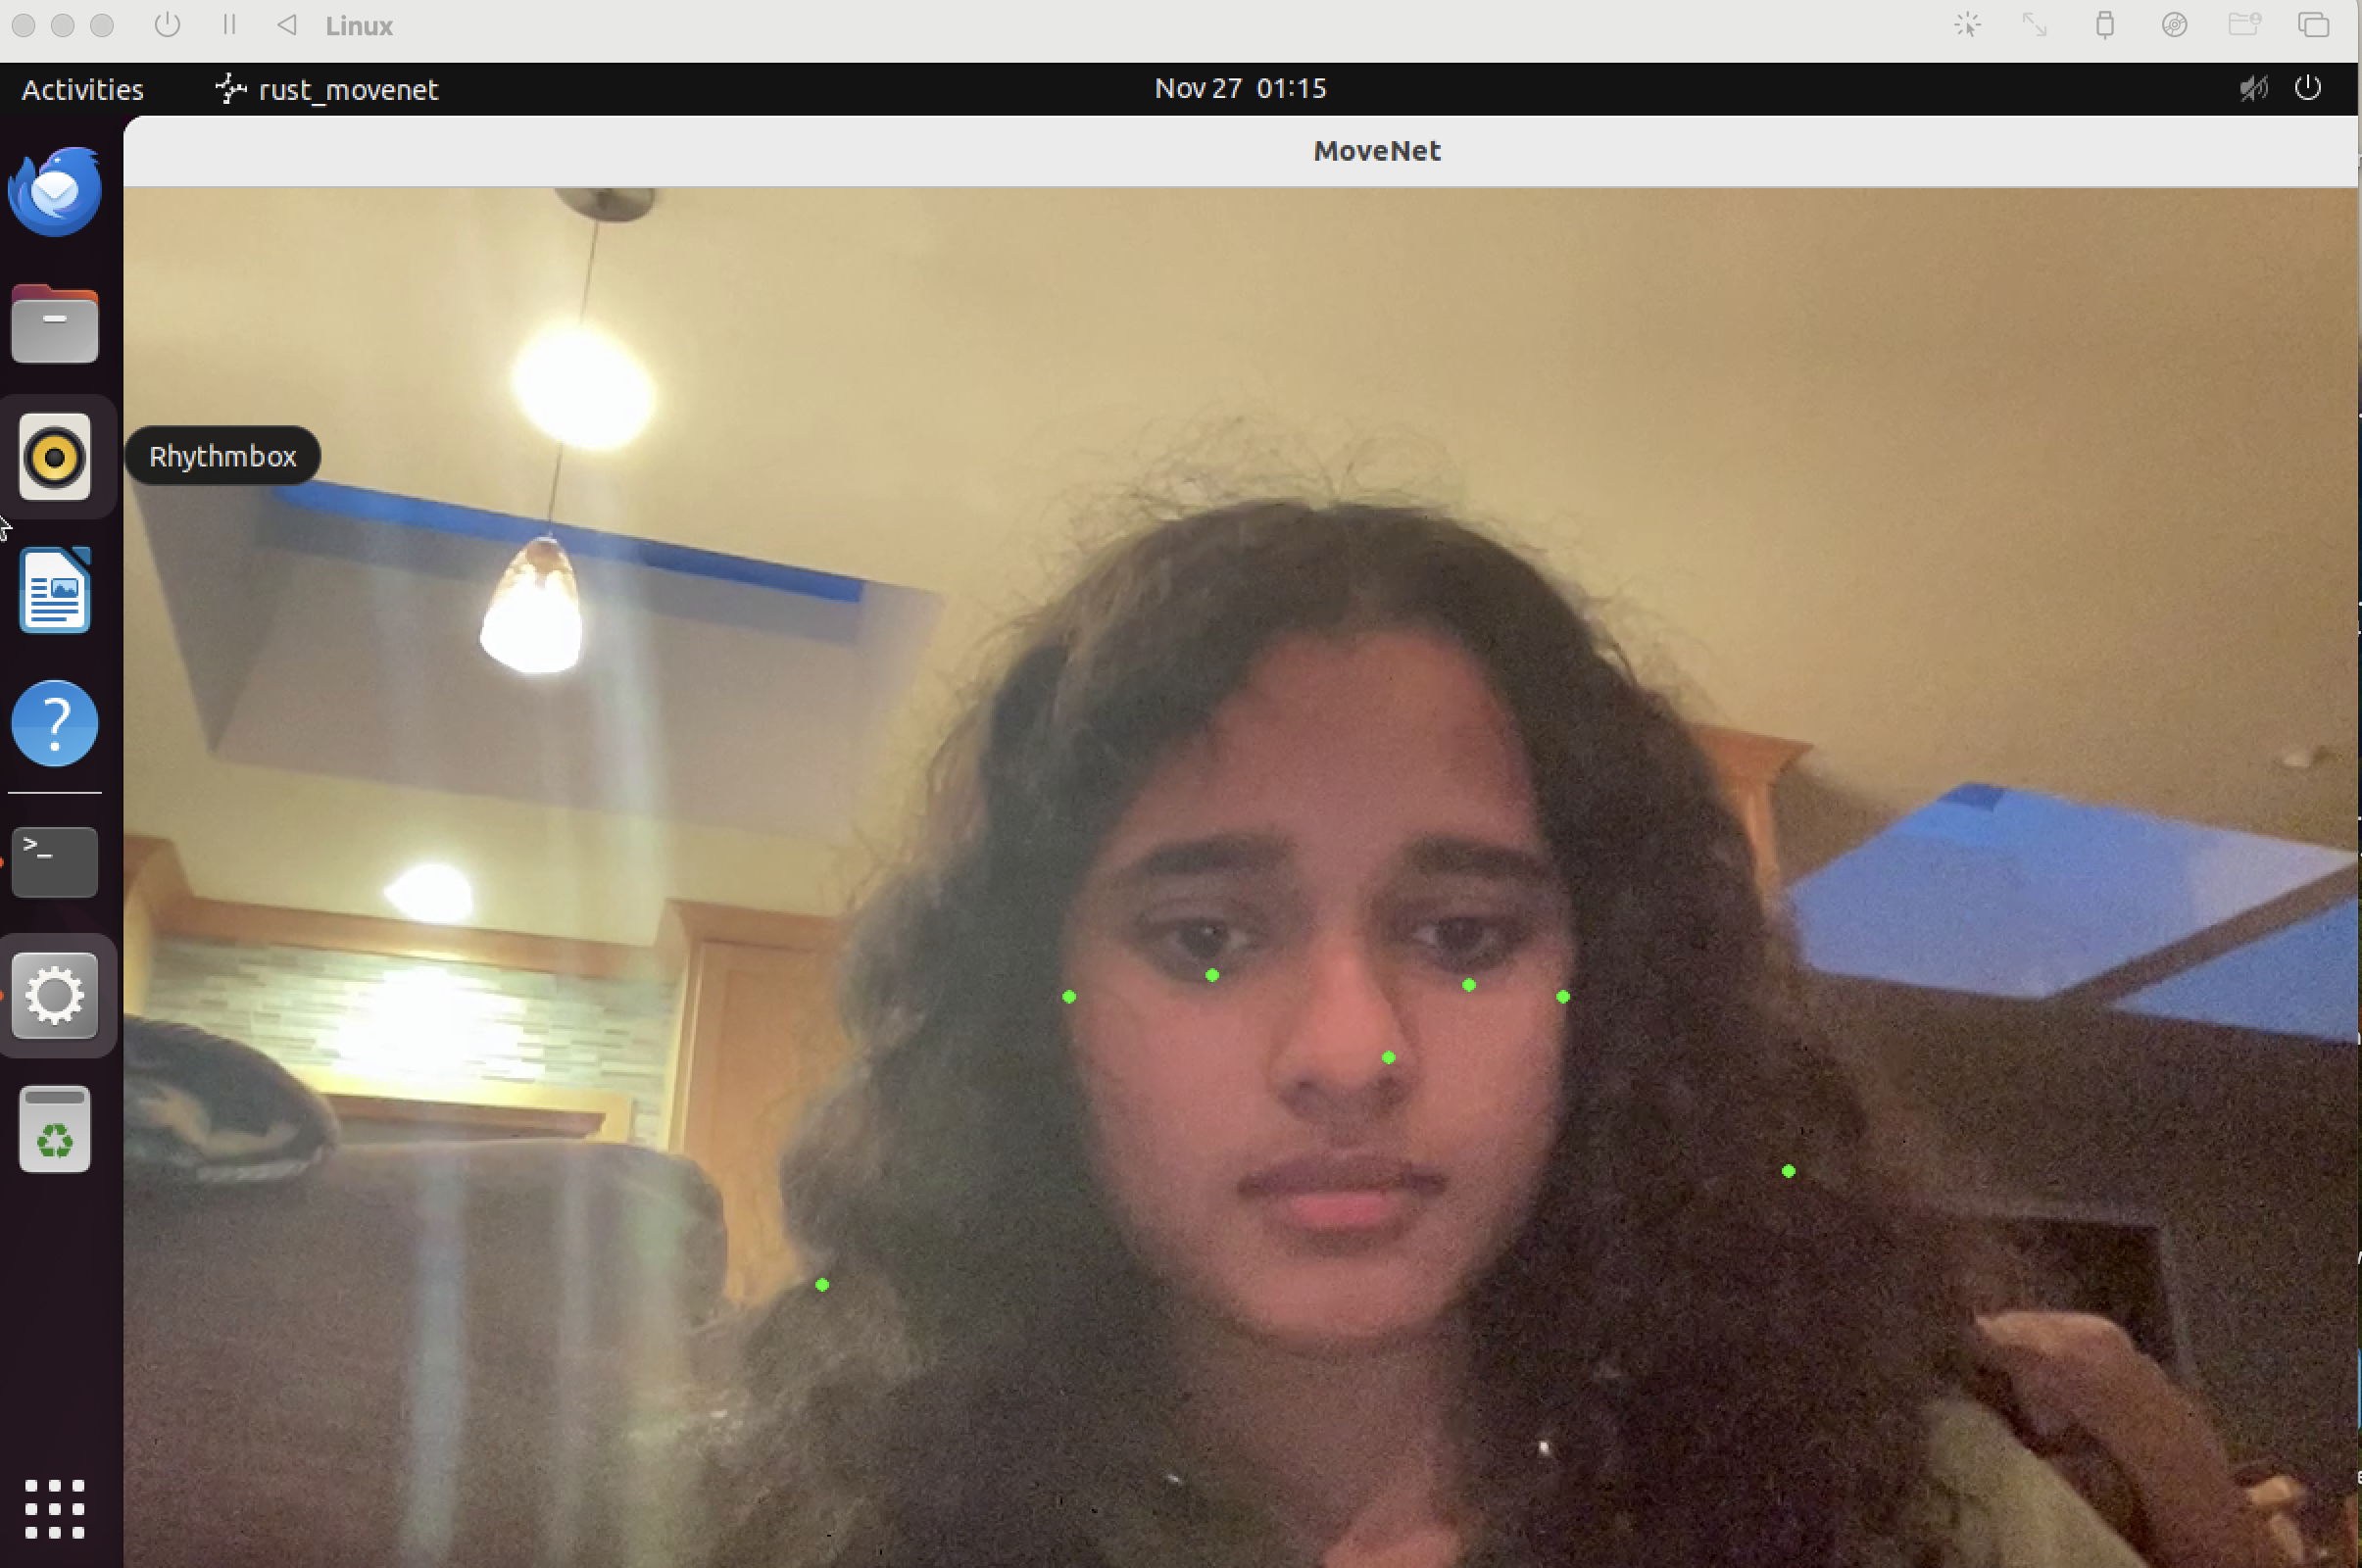 Linux
Activities
rust_movenet
Nov 27 01:15
MoveNet
Rhythmbox
?
>_